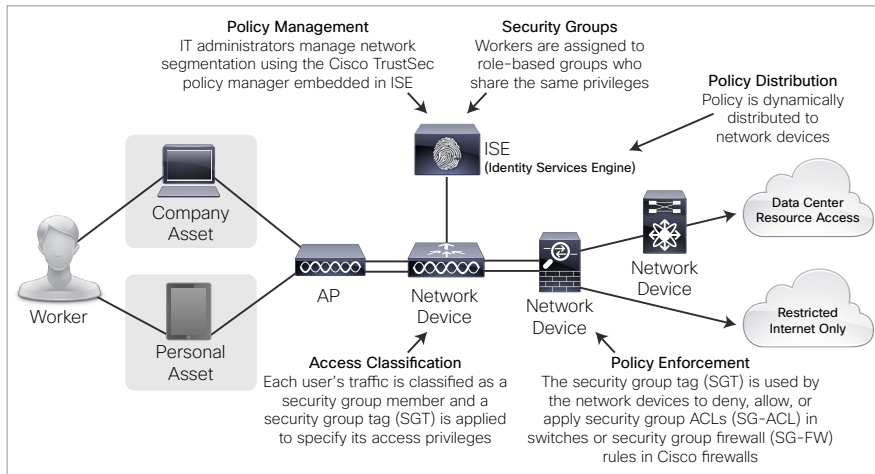 Policy Management
IT administrators manage network
segmentation using the Cisco TrustSec
policy manager embedded in ISE
Security Groups
Workers are assigned to
role-based groups who
share the same privileges
Policy Distribution
Policy is dynamically
distributed to
network devices
ISE
(Identity Services Engine)
Company
Asset
Data Center
Resource Access
Network
Device
Worker
AP
Network
Device
Network
Device
Personal
Asset
Restricted
Internet Only
Access Classification
Each user’s traffic is classified as a
security group member and a
security group tag (SGT) is applied
to specify its access privileges
Policy Enforcement
The security group tag (SGT) is used by
the network devices to deny, allow, or
apply security group ACLs (SG-ACL) in
switches or security group firewall (SG-FW)
rules in Cisco firewalls